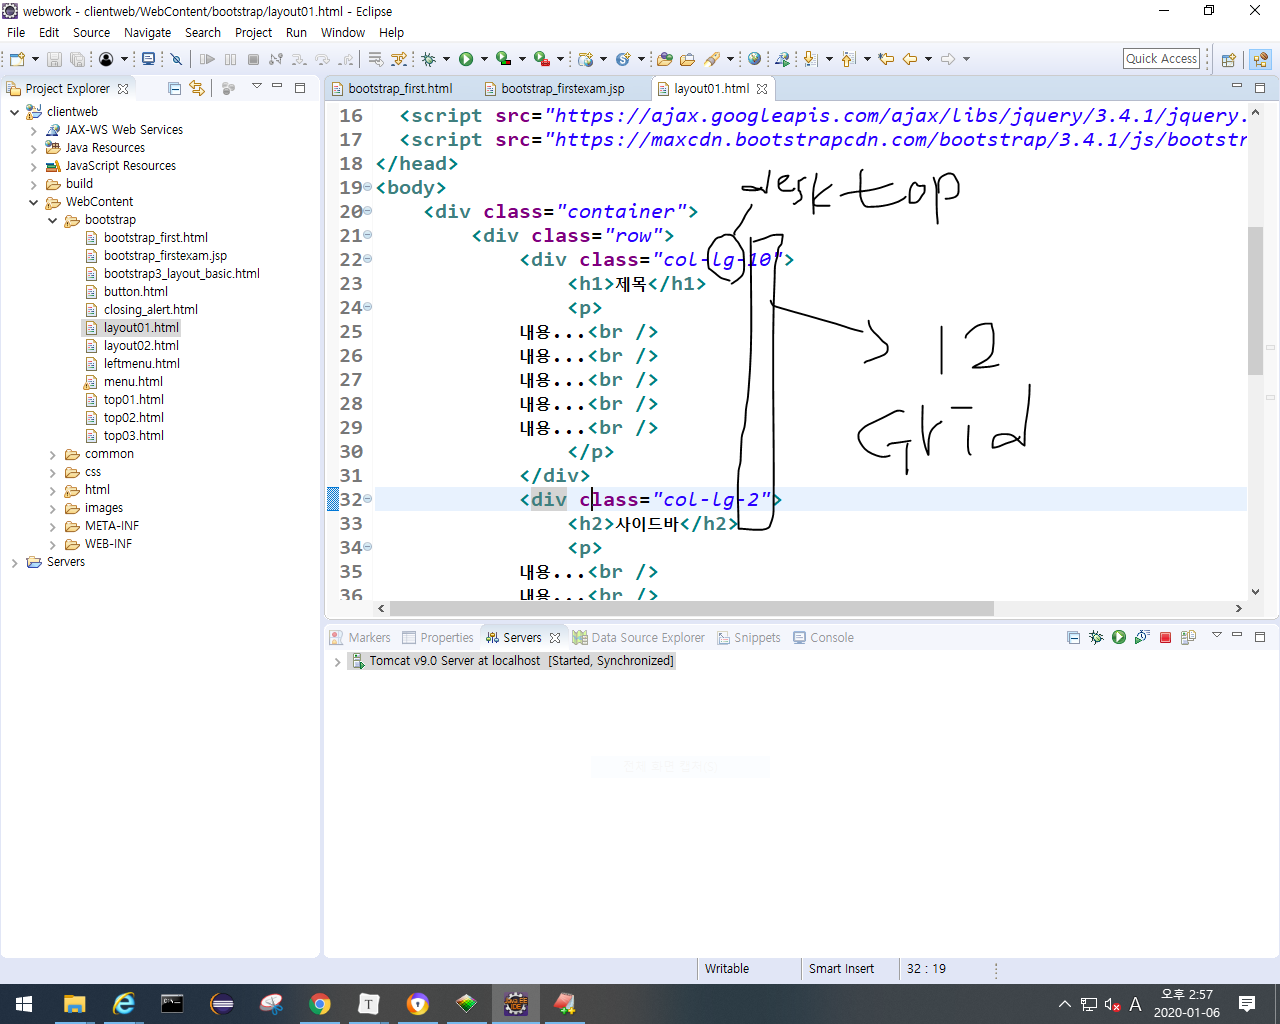 webwork - clientweb/WebContent/bootstrap/layout01.html - Eclipse
File Edit Source Navigate Search Project Run Window Help
Quick Access
Project Explorer
bootstrap_first.html bootstrap_firstexam.jsp layout01.html
clientweb
JAX-WS Web Services
Java Resources
JavaScript Resources
build
WebContent
bootstrap
bootstrap_first.html
bootstrap_firstexam.jsp
bootstrap3_layout_basic.html
button.html
closing_alert.html
layout01.html
layout02.html
leftmenu.html
menu.html
top01.html
top02.html
top03.html
common
css
html
images
META-INF
WEB-INF
Servers
16 <script src="https://ajax.googleapis.com/ajax/libs/jquery/3.4.1/jquery.
17 <script src="https://maxcdn.bootstrapcdn.com/bootstrap/3.4.1/js/bootstr
18 </head>
19 <body>
20 <div class="container">
21 <div class="row">
22 <div class="col-lg-10">
23 <h1>제목</h1>
24 <p>
25 내용...<br />
26 내용...<br />
27 내용...<br />
28 내용...<br />
29 내용...<br />
30 </p>
31 </div>
32 <div class="col-lg-2">
33 <h2>사이드바</h2>
34 <p>
35 내용...<br />
36 내용...<br />
desktop
12
Grid
Markers Properties Servers Data Source Explorer Snippets Console
Tomcat v9.0 Server at localhost [Started, Synchronized]
Writable Smart Insert 32 : 19
A 오후 2:57
2020-01-06